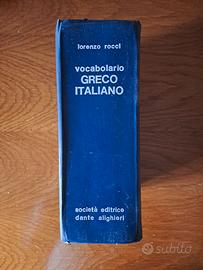 lorenzo rocci
vocabolario
GRECO
ITALIANO
società editrice
dante alighieri
subito